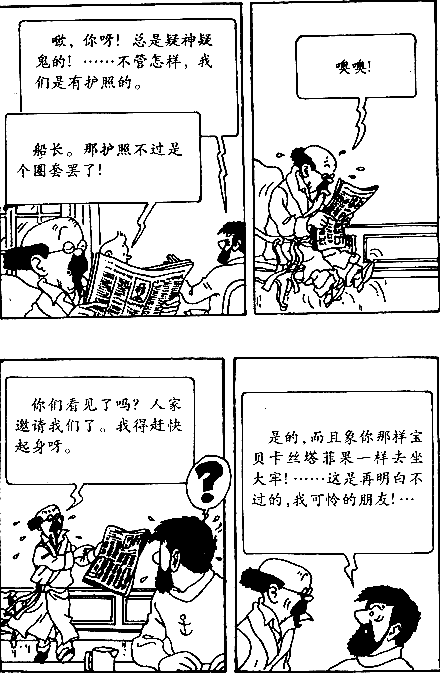 嗷，你呀！总是疑神疑
鬼的！……不管怎样，我
们是有护照的。
船长。那护照不过是
个圈套罢了！
噢噢！
你们看见了吗？人家
邀请我们了。我得赶快
起身呀。
?
是的，而且象你那样宝
贝卡丝塔菲果一样去坐
大牢！……这是再明白不
过的，我可怜的朋友！…